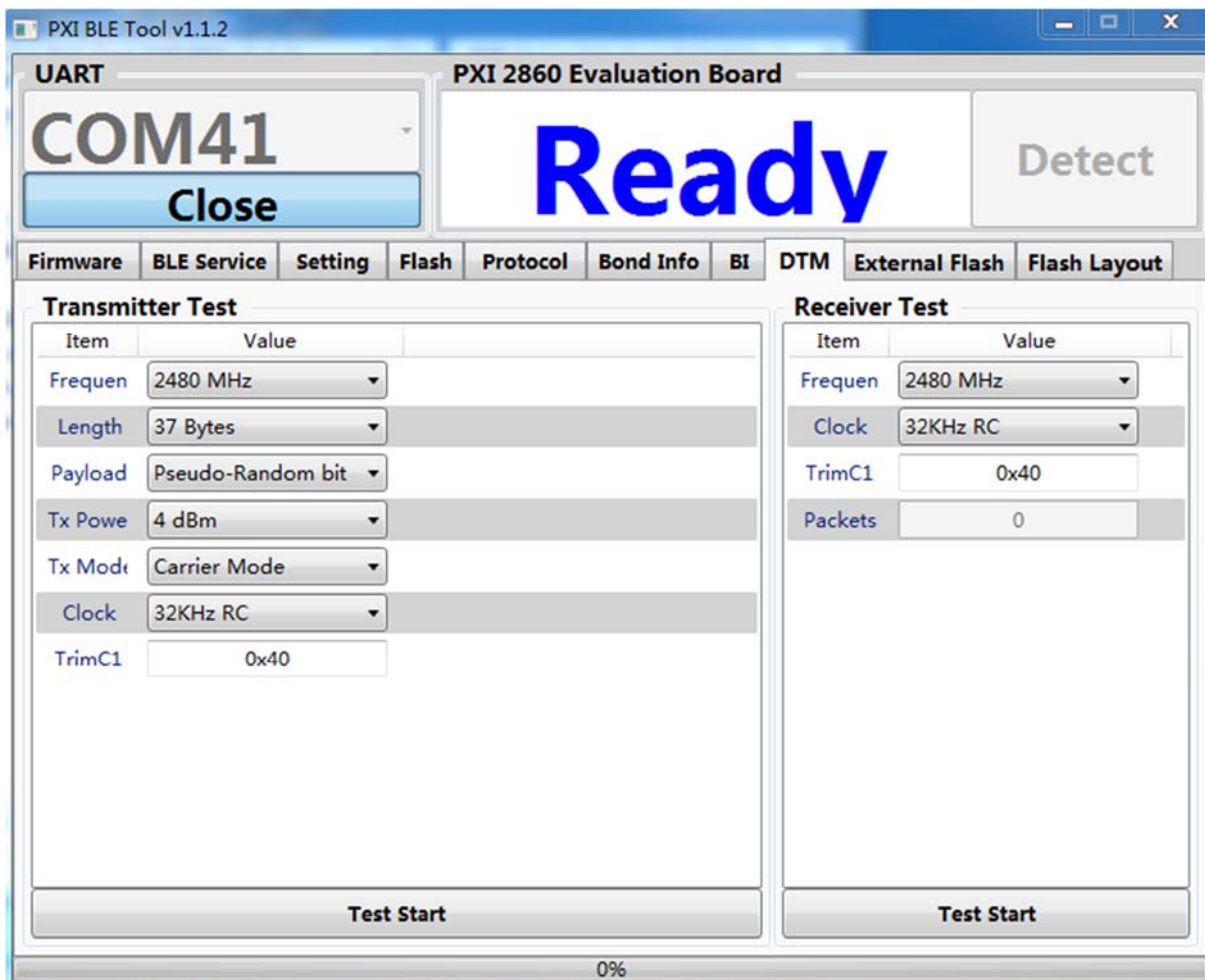 PXI BLE Tool v1.1.2
UART
PXI 2860 Evaluation Board
COM41
Close
Ready
Detect
Firmware BLE Service Setting Flash Protocol Bond Info BI DTM External Flash Flash Layout
Transmitter Test
Item Value
Frequen 2480 MHz
Length 37 Bytes
Payload Pseudo-Random bit
Tx Powe 4 dBm
Tx Mode Carrier Mode
Clock 32KHz RC
TrimC1 0x40
Test Start
Receiver Test
Item Value
Frequen 2480 MHz
Clock 32KHz RC
TrimC1 0x40
Packets 0
Test Start
0%